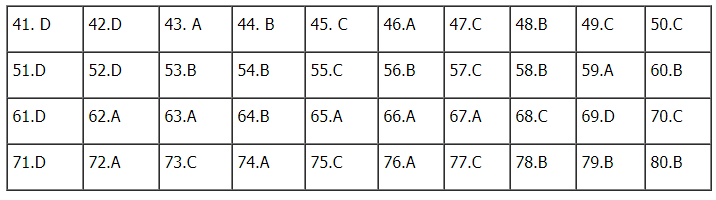 41. D 42.D 43. A 44. B 45. C 46.A 47.C 48.B 49.C 50.C
51.D 52.D 53.B 54.B 55.C 56.B 57.C 58.B 59.A 60.B
61.D 62.A 63.A 64.B 65.A 66.A 67.A 68.C 69.D 70.C
71.D 72.A 73.C 74.A 75.C 76.A 77.C 78.B 79.B 80.B